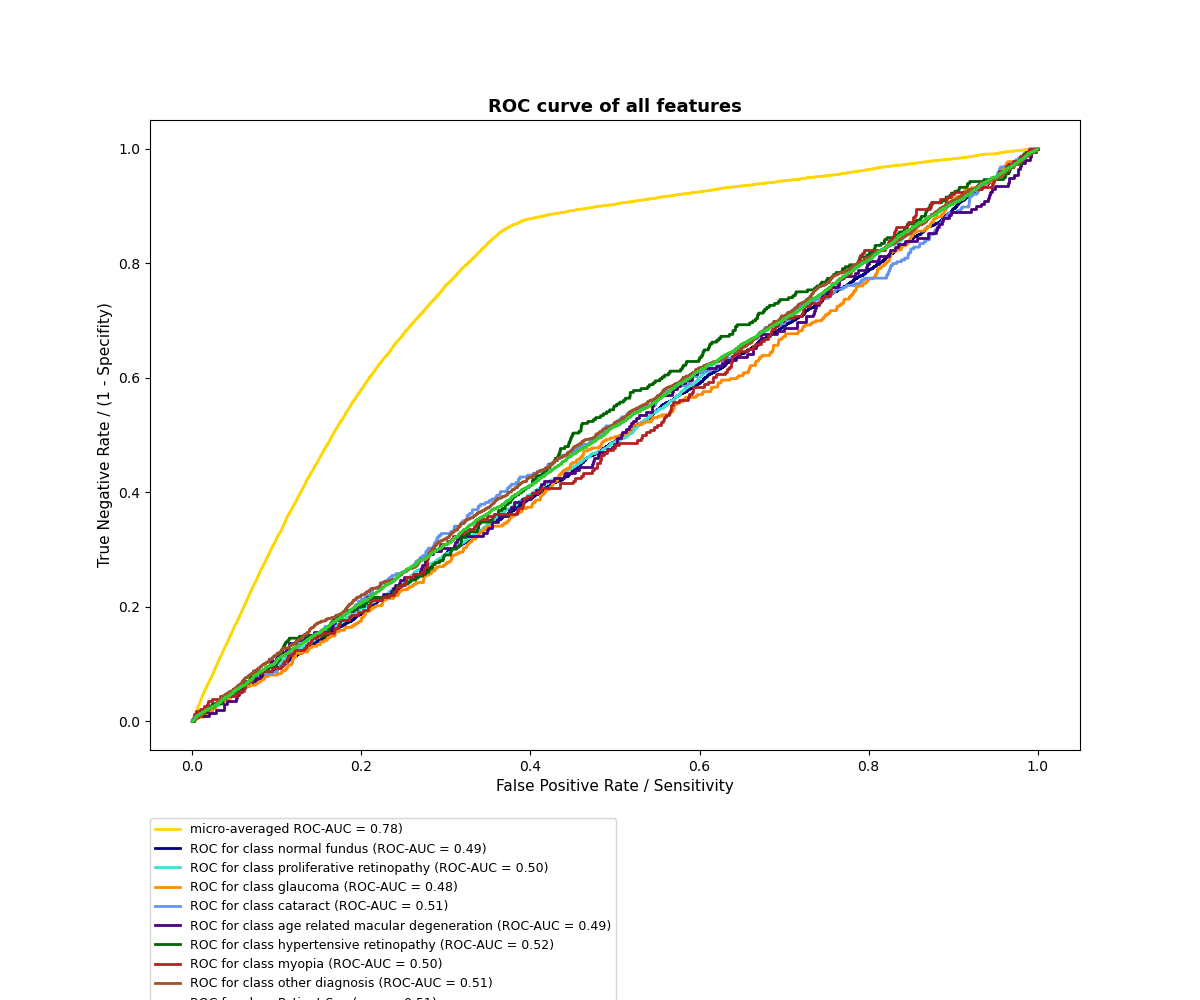 ROC curve of all features
True Negative Rate / (1 - Specifity)
1.0
0.8
0.6
0.4
0.2
0.0
0.0 0.2 0.4 0.6 0.8 1.0
False Positive Rate / Sensitivity
micro-averaged ROC-AUC = 0.78)
ROC for class normal fundus (ROC-AUC = 0.49)
ROC for class proliferative retinopathy (ROC-AUC = 0.50)
ROC for class glaucoma (ROC-AUC = 0.48)
ROC for class cataract (ROC-AUC = 0.51)
ROC for class age related macular degeneration (ROC-AUC = 0.49)
ROC for class hypertensive retinopathy (ROC-AUC = 0.52)
ROC for class myopia (ROC-AUC = 0.50)
ROC for class other diagnosis (ROC-AUC = 0.51)